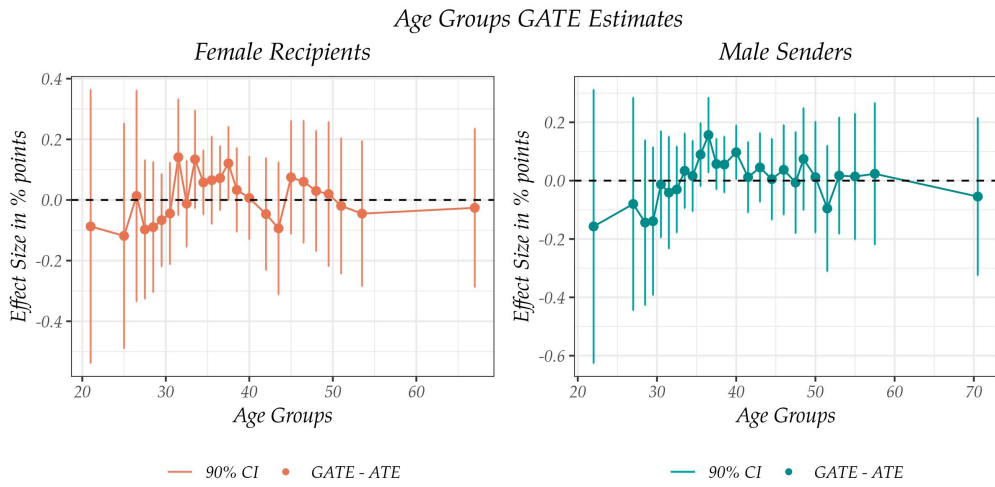 Age Groups GATE Estimates
Female Recipients
Male Senders
Effect Size in % points
0.4
0.2
0.0
-0.2
-0.4
20 30 40 50 60
Age Groups
90% CI GATE - ATE
Effect Size in % points
0.2
0.0
-0.2
-0.4
-0.6
20 30 40 50 60 70
Age Groups
90% CI GATE - ATE